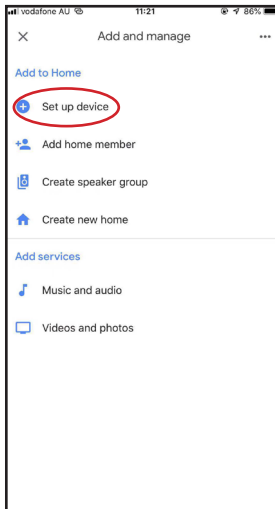 vodafone AU 11:21 86%
Add and manage
Add to Home
Set up device
Add home member
Create speaker group
Create new home
Add services
Music and audio
Videos and photos